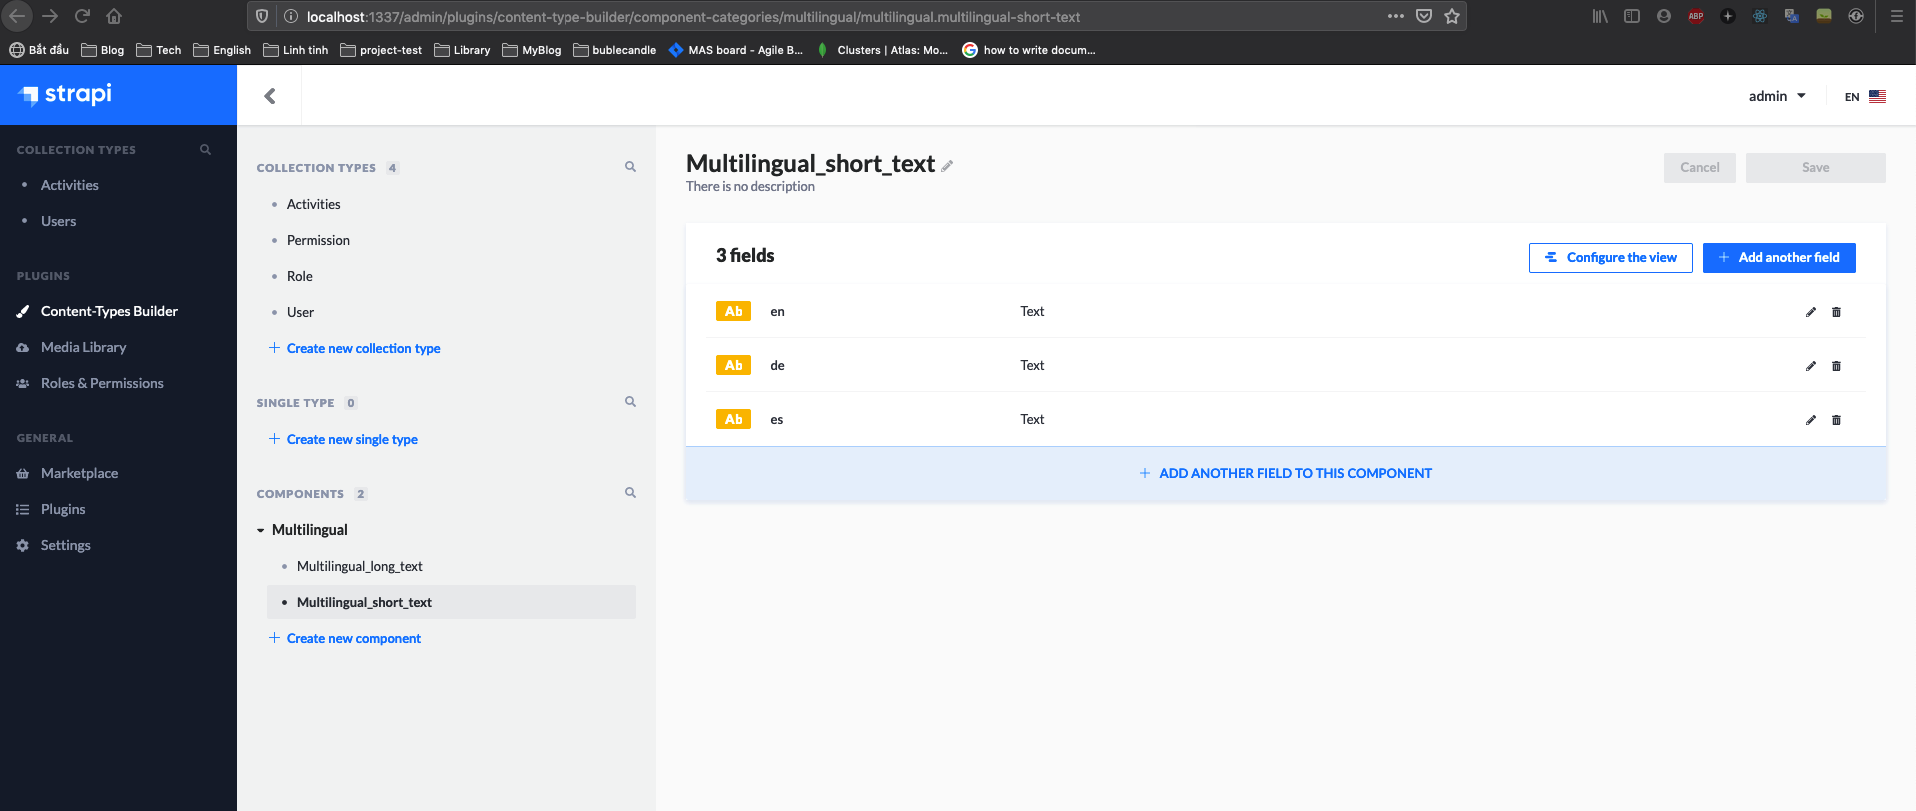 localhost:1337/admin/plugins/content-type-builder/component-categories/multilingual/multilingual.multilingual-short-text
ABP
Bắt đầu Blog Tech English Linh tinh project-test Library MyBlog bublecandle MAS board - Agile B... Clusters | Atlas: Mo... how to write docum...
strapi
admin EN
COLLECTION TYPES
Activities
Users
PLUGINS
Content-Types Builder
Media Library
Roles & Permissions
GENERAL
Marketplace
Plugins
Settings
COLLECTION TYPES 4
Activities
Permission
Role
User
Create new collection type
SINGLE TYPE 0
Create new single type
COMPONENTS 2
Multilingual
Multilingual_long_text
Multilingual_short_text
Create new component
Multilingual_short_text
There is no description
Cancel Save
3 fields
Configure the view
Add another field
Ab en Text
Ab de Text
Ab es Text
ADD ANOTHER FIELD TO THIS COMPONENT